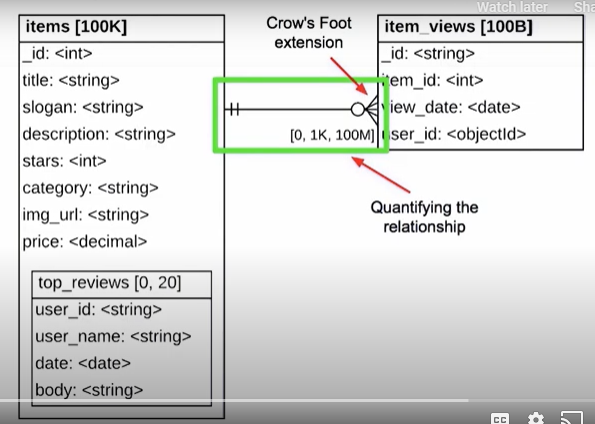 Watch later
Sha
items [100K]
_id: <int>
title: <string>
slogan: <string>
description: <string>
stars: <int>
category: <string>
img_url: <string>
price: <decimal>
top_reviews [0, 20]
user_id: <string>
user_name: <string>
date: <date>
body: <string>
Crow's Foot
extension
[0, 1K, 100M]
Quantifying the
relationship
item_views [100B]
_id: <string>
item_id: <int>
view_date: <date>
user_id: <objectId>
CC